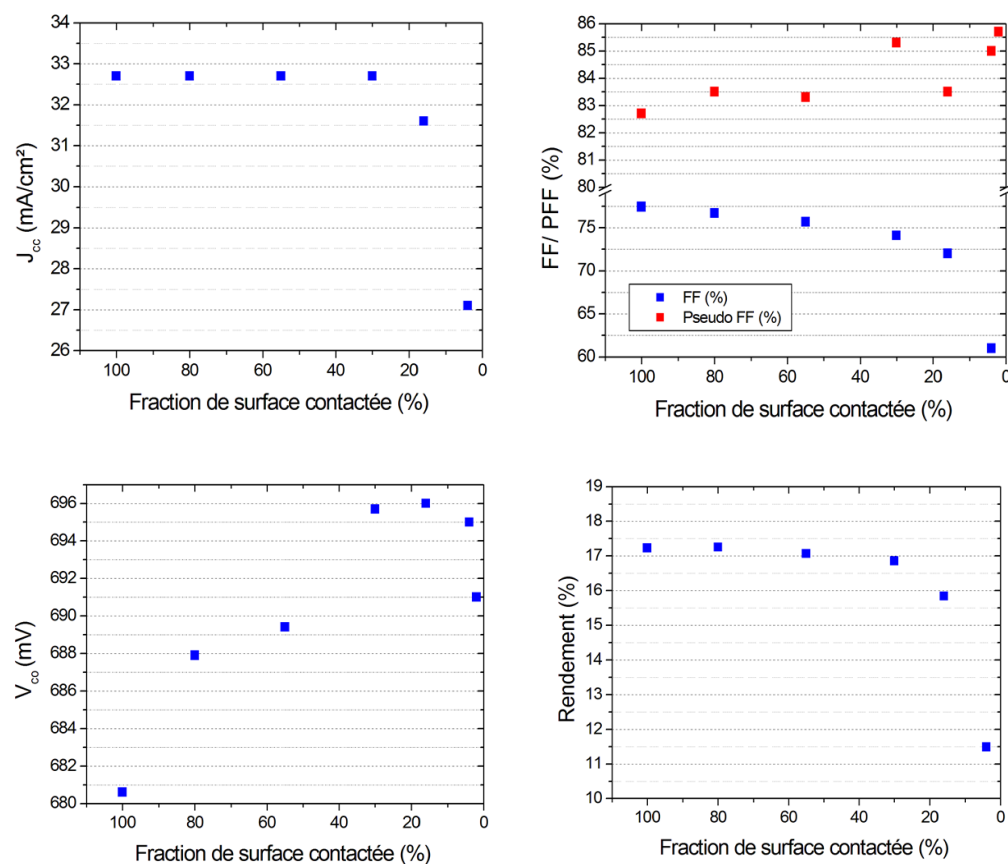 34
33
32
31
30
29
28
27
26
J_cc (mA/cm²)
100 80 60 40 20 0
Fraction de surface contactée (%)
86
85
84
83
82
81
80
75
70
65
60
FF/ PFF (%)
FF (%)
Pseudo FF (%)
100 80 60 40 20 0
Fraction de surface contactée (%)
696
694
692
690
688
686
684
682
680
V_co (mV)
100 80 60 40 20 0
Fraction de surface contactée (%)
19
18
17
16
15
14
13
12
11
10
Rendement (%)
100 80 60 40 20 0
Fraction de surface contactée (%)